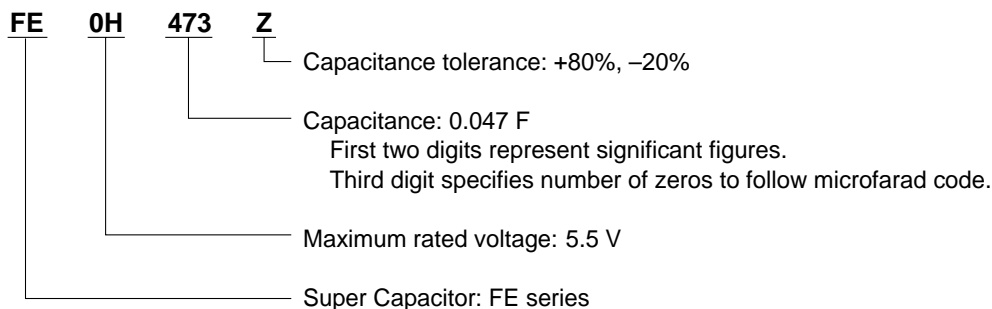 FE 0H 473 Z
Capacitance tolerance: +80%, –20%
Capacitance: 0.047 F
First two digits represent significant figures.
Third digit specifies number of zeros to follow microfarad code.
Maximum rated voltage: 5.5 V
Super Capacitor: FE series